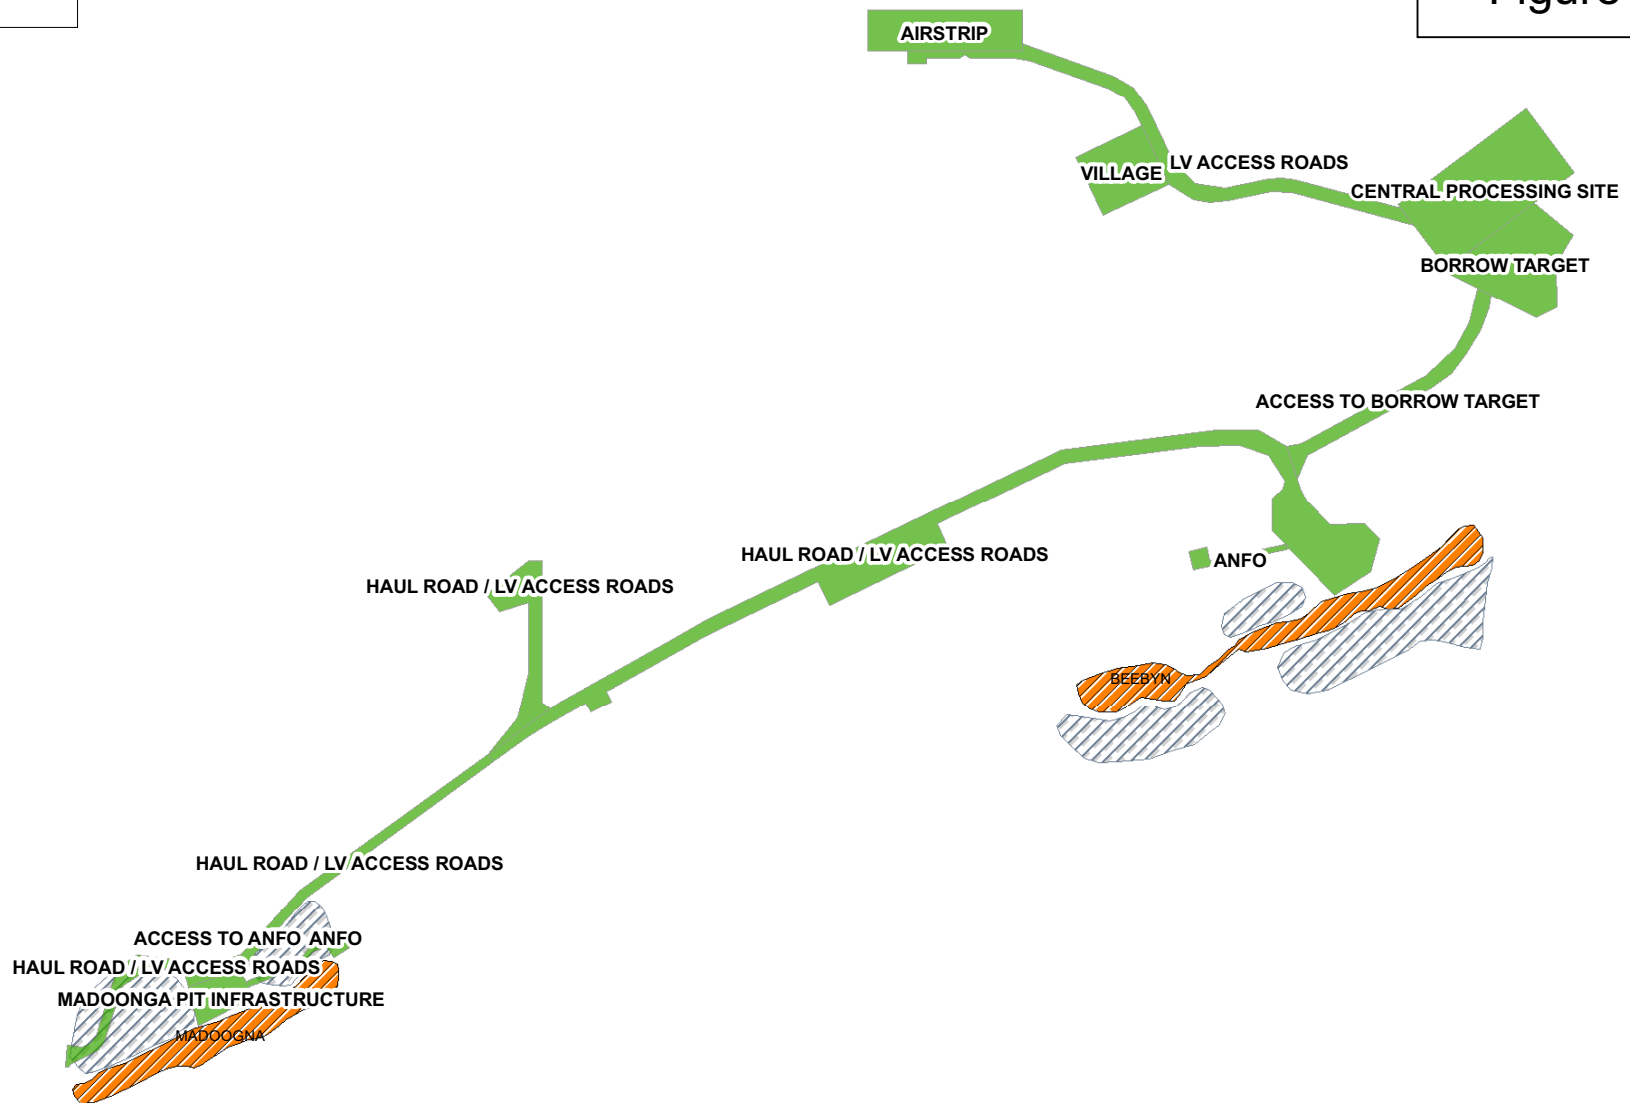 Figure
AIRSTRIP
LV ACCESS ROADS
VILLAGE
CENTRAL PROCESSING SITE
BORROW TARGET
ACCESS TO BORROW TARGET
HAUL ROAD / LV ACCESS ROADS
ANFO
HAUL ROAD / LV ACCESS ROADS
BEEBYN
HAUL ROAD / LV ACCESS ROADS
ACCESS TO ANFO ANFO
HAUL ROAD / LV ACCESS ROADS
MADOONGA PIT INFRASTRUCTURE
MADOOGNA